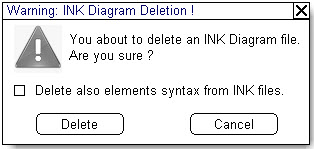 Warning: INK Diagram Deletion !
You about to delete an INK Diagram file.
Are you sure ?
Delete also elements syntax from INK files.
Delete
Cancel